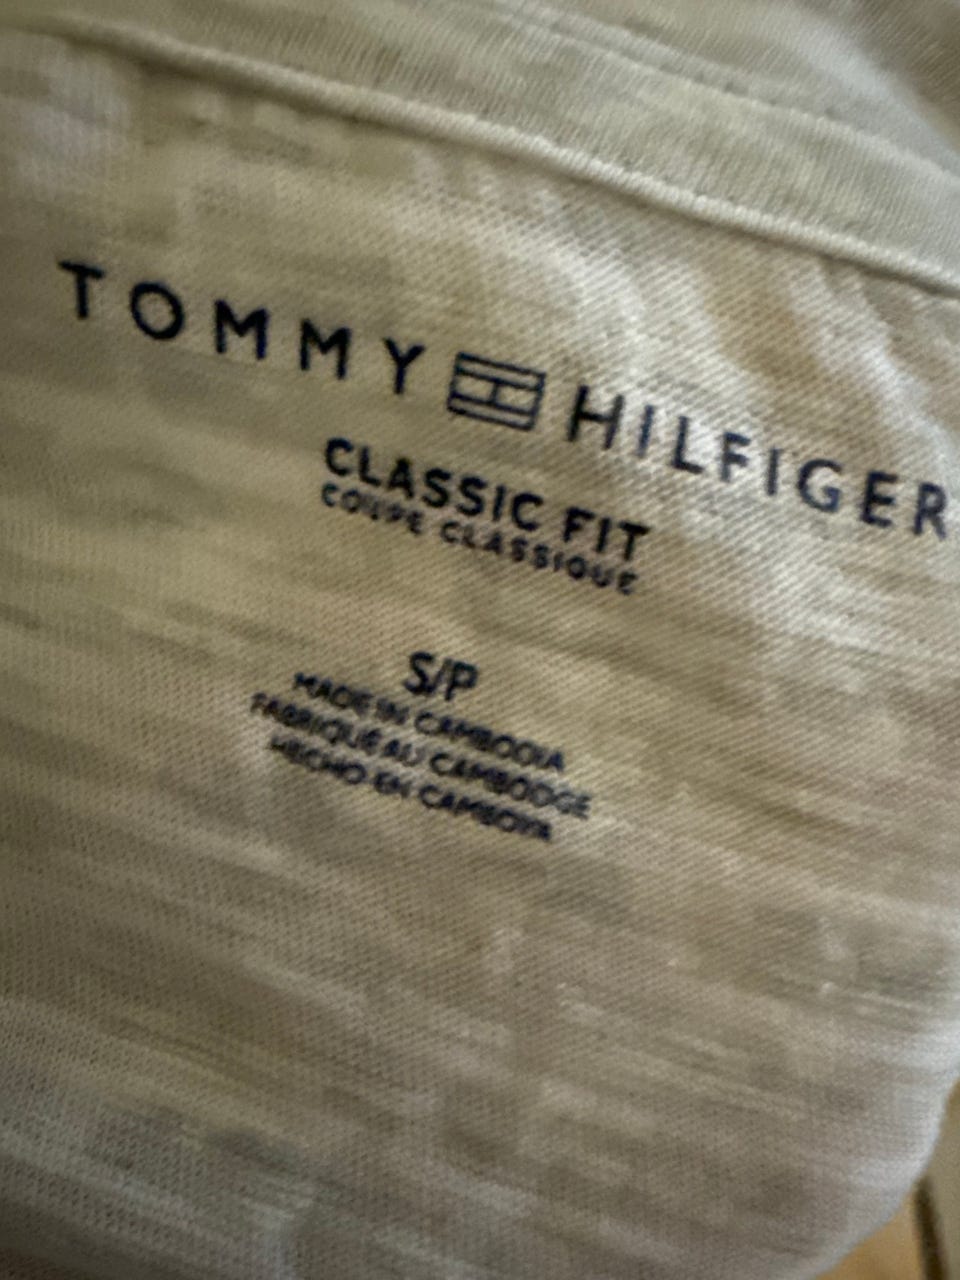 TOMMY HILFIGER
CLASSIC FIT
COUPE CLASSIQUE
S/P
MADE IN CAMBODIA
FABRIQUÉ AU CAMBODGE
HECHO EN CAMBOYA